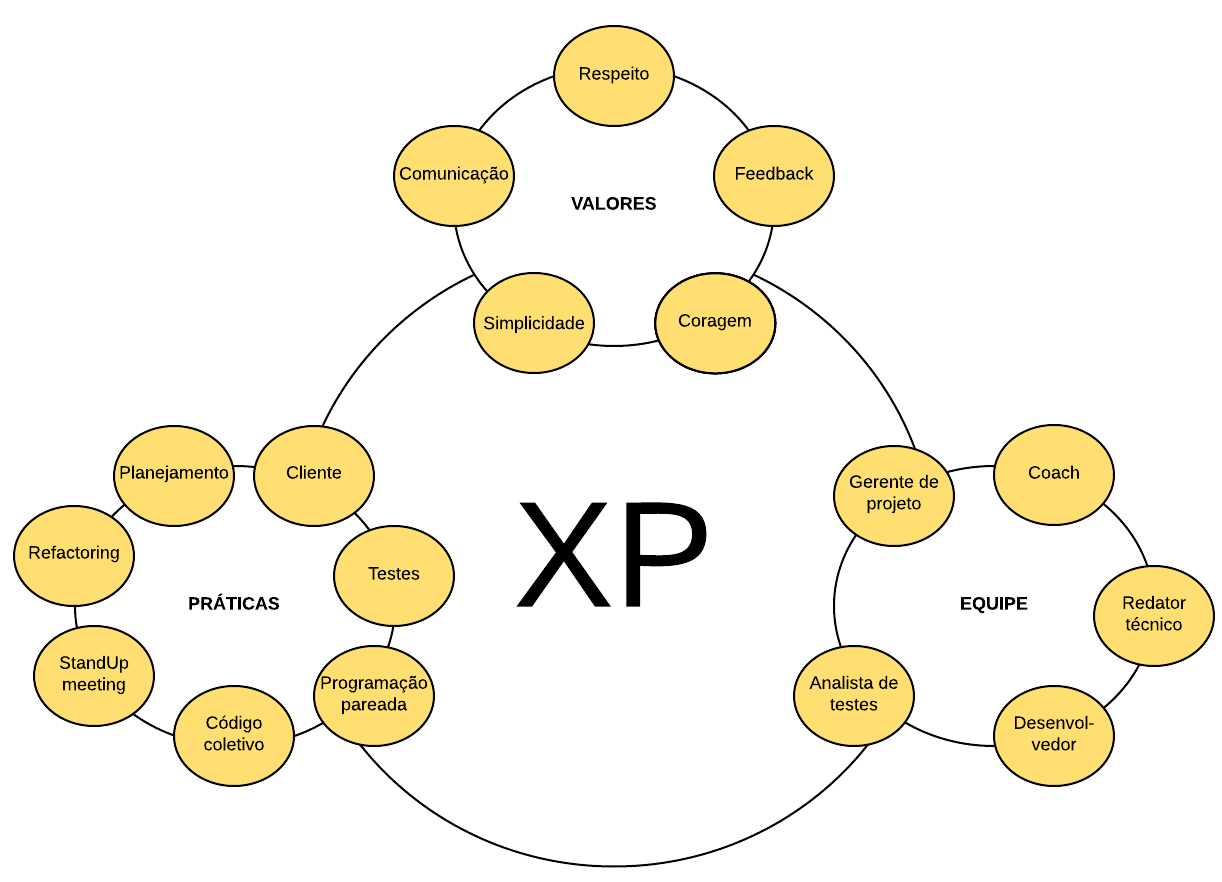 Respeito
Comunicação
Feedback
VALORES
Simplicidade
Coragem
XP
Planejamento
Cliente
Refactoring
Testes
PRÁTICAS
StandUp
meeting
Programação
pareada
Código
coletivo
Gerente de
projeto
Coach
EQUIPE
Redator
técnico
Analista de
testes
Desenvol-
vedor